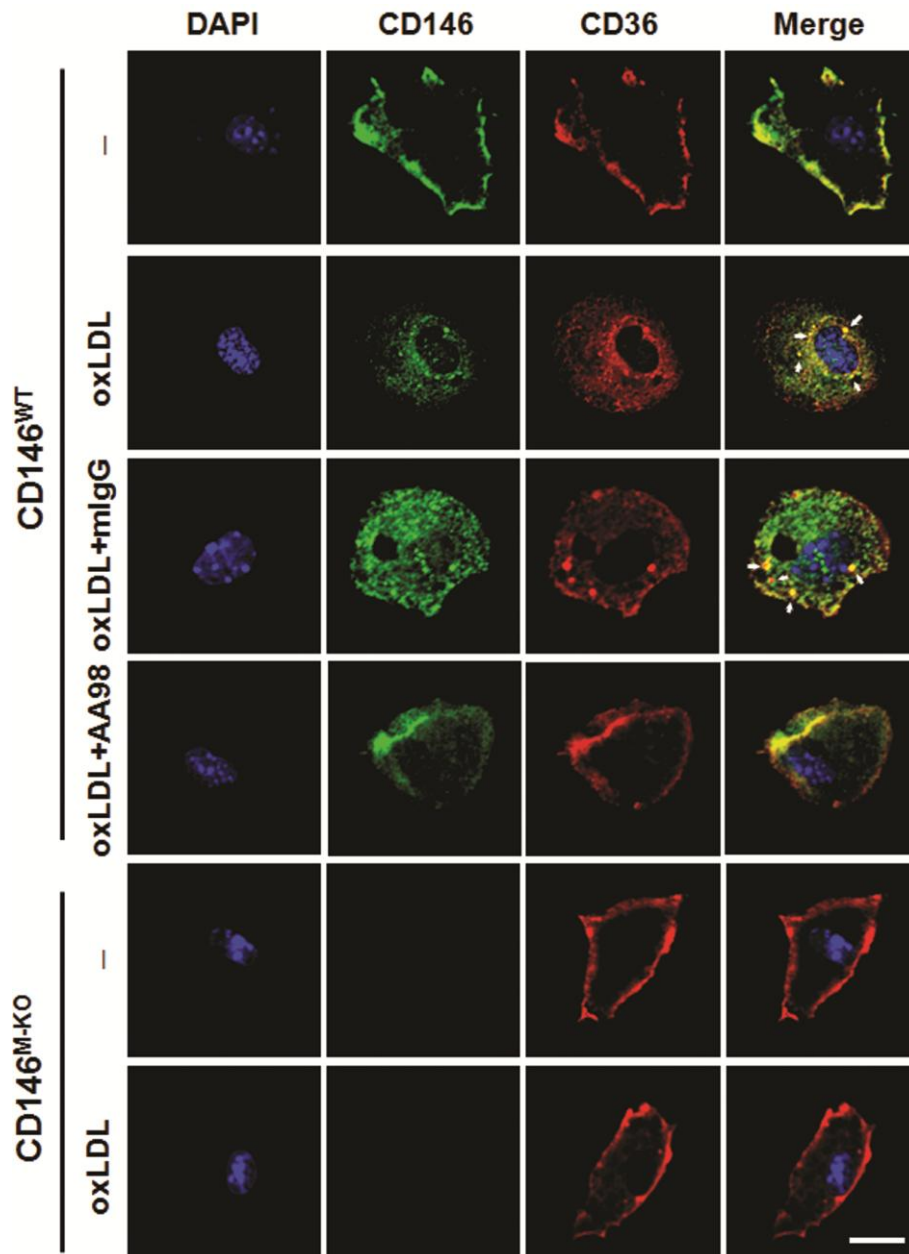 DAPI CD146 CD36 Merge
CD146WT
–
oxLDL
oxLDL+mIgG
oxLDL+AA98
CD146M-KO
–
oxLDL